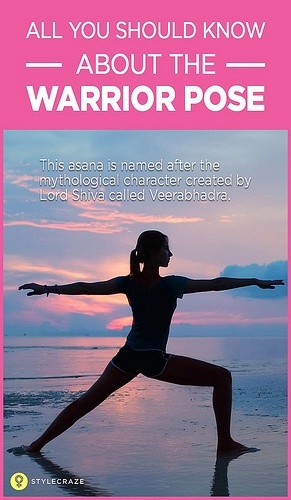 ALL YOU SHOULD KNOW
ABOUT THE
WARRIOR POSE
This asana is named after the
mythological character created by
Lord Shiva called Veerabhadra.
STYLECRAZE